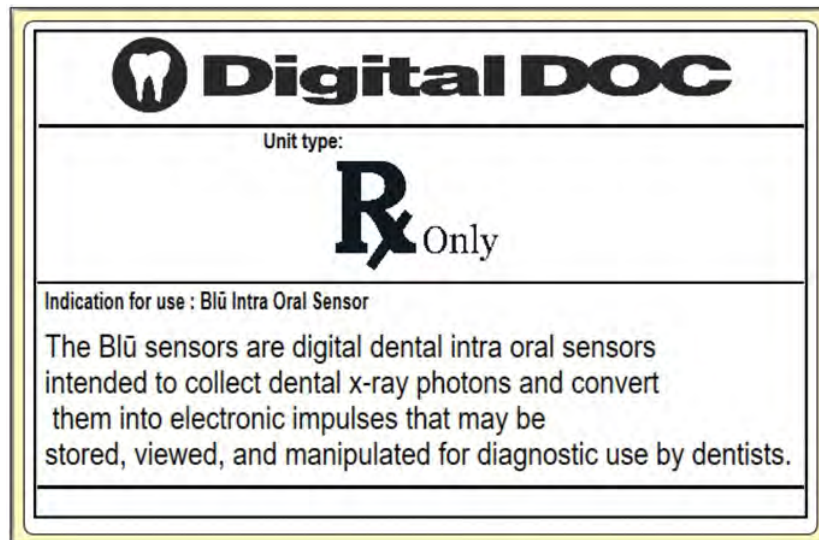 Digital DOC
Unit type:
Rx Only
Indication for use : Blū Intra Oral Sensor
The Blū sensors are digital dental intra oral sensors
intended to collect dental x-ray photons and convert
them into electronic impulses that may be
stored, viewed, and manipulated for diagnostic use by dentists.